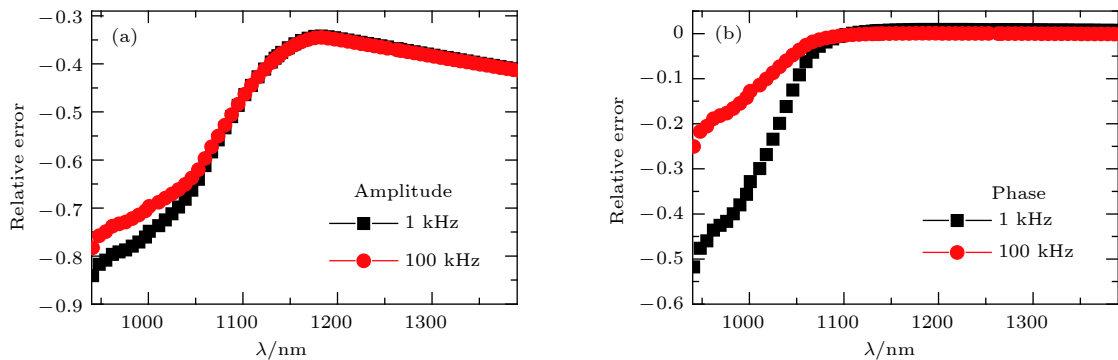 (a)
Relative error
−0.3
−0.4
−0.5
−0.6
−0.7
−0.8
−0.9
Amplitude
1 kHz
100 kHz
1000 1100 1200 1300
λ/nm
(b)
Relative error
0
−0.1
−0.2
−0.3
−0.4
−0.5
−0.6
Phase
1 kHz
100 kHz
1000 1100 1200 1300
λ/nm